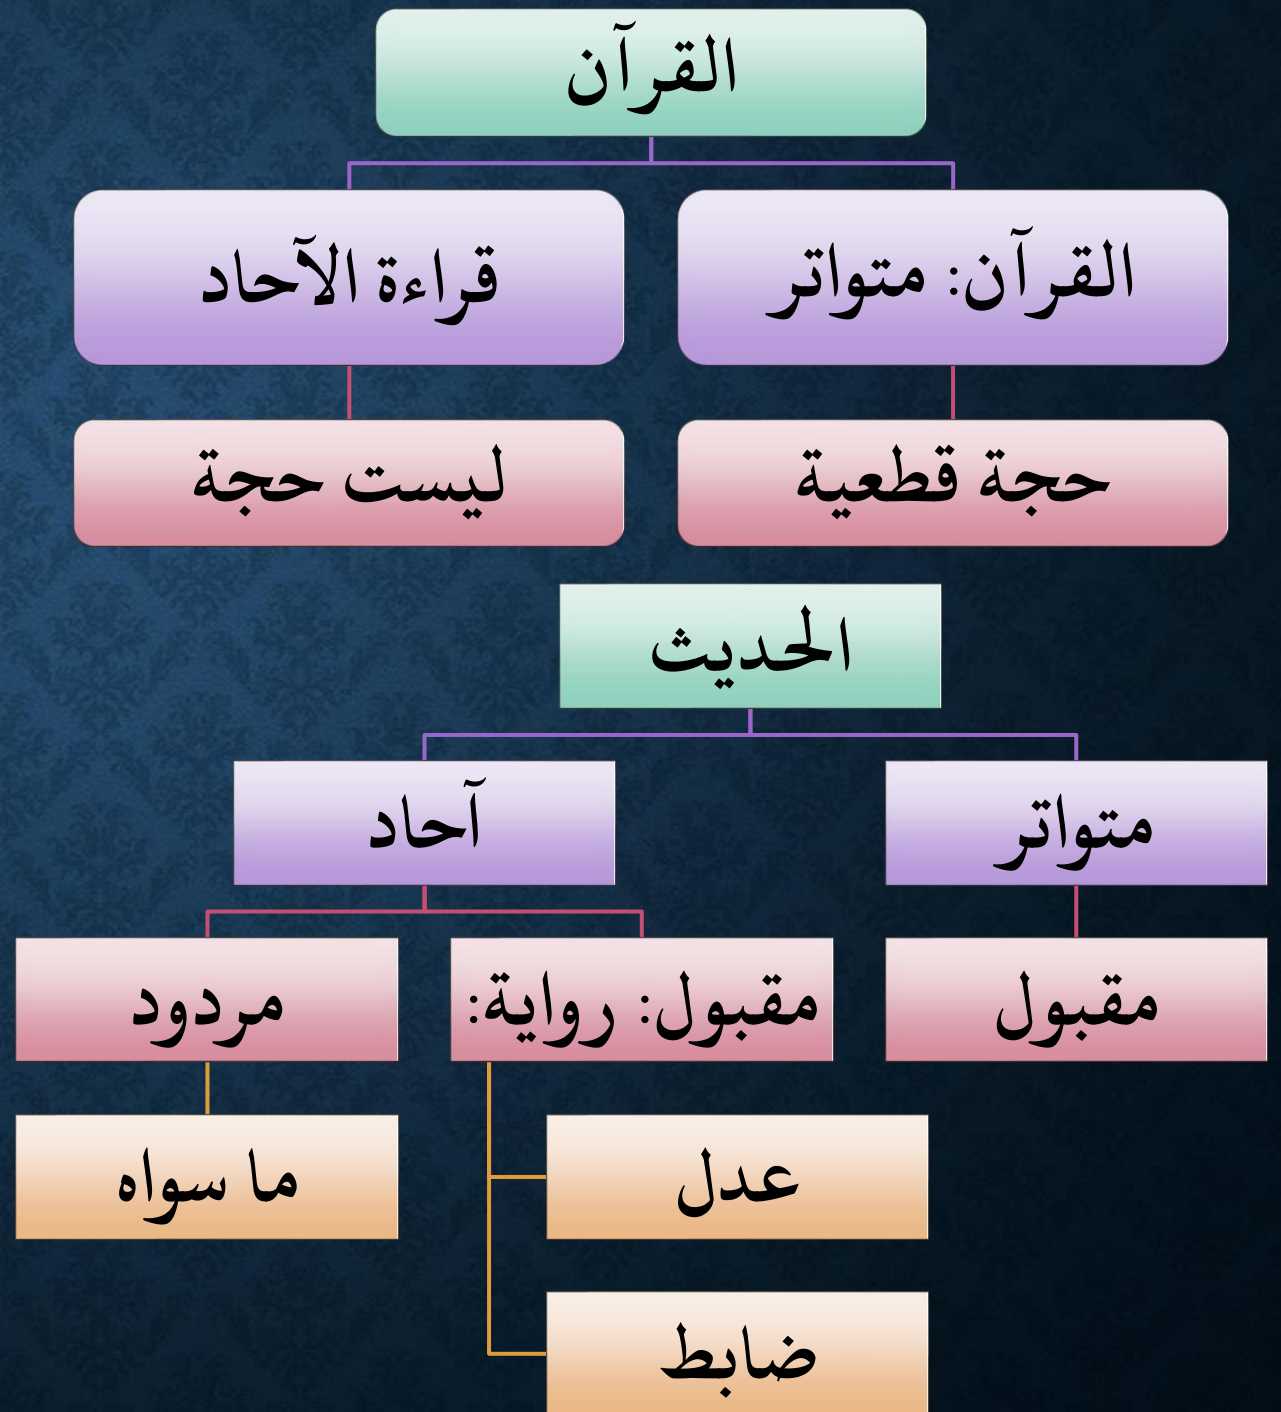 القرآن
القرآن: متواتر
قراءة الآحاد
حجة قطعية
ليست حجة
الحديث
متواتر
آحاد
مقبول
مقبول: رواية:
مردود
عدل
ما سواه
ضابط